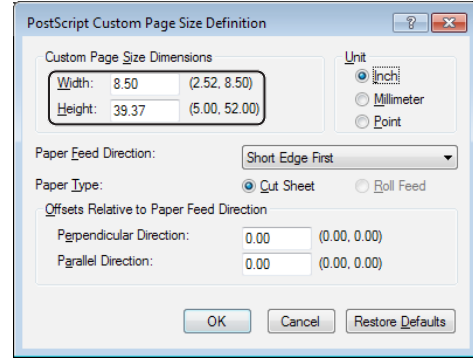 PostScript Custom Page Size Definition
Custom Page Size Dimensions
Width: 8.50 (2.52, 8.50)
Height: 39.37 (5.00, 52.00)
Unit
Inch
Millimeter
Point
Paper Feed Direction: Short Edge First
Paper Type: Cut Sheet Roll Feed
Offsets Relative to Paper Feed Direction
Perpendicular Direction: 0.00 (0.00, 0.00)
Parallel Direction: 0.00 (0.00, 0.00)
OK Cancel Restore Defaults